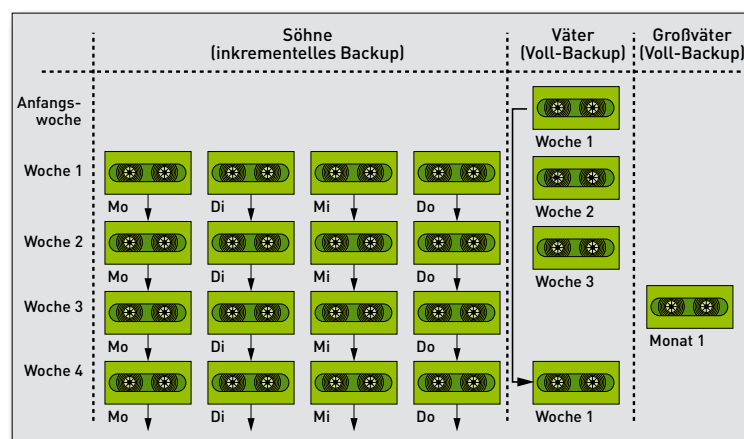 Söhne
(inkrementelles Backup)
Väter
(Voll-Backup)
Großväter
(Voll-Backup)
Anfangs-
woche
Woche 1
Woche 1
Mo Di Mi Do
Woche 2
Woche 2
Mo Di Mi Do
Woche 3
Woche 3
Mo Di Mi Do
Monat 1
Woche 4
Mo Di Mi Do
Woche 1